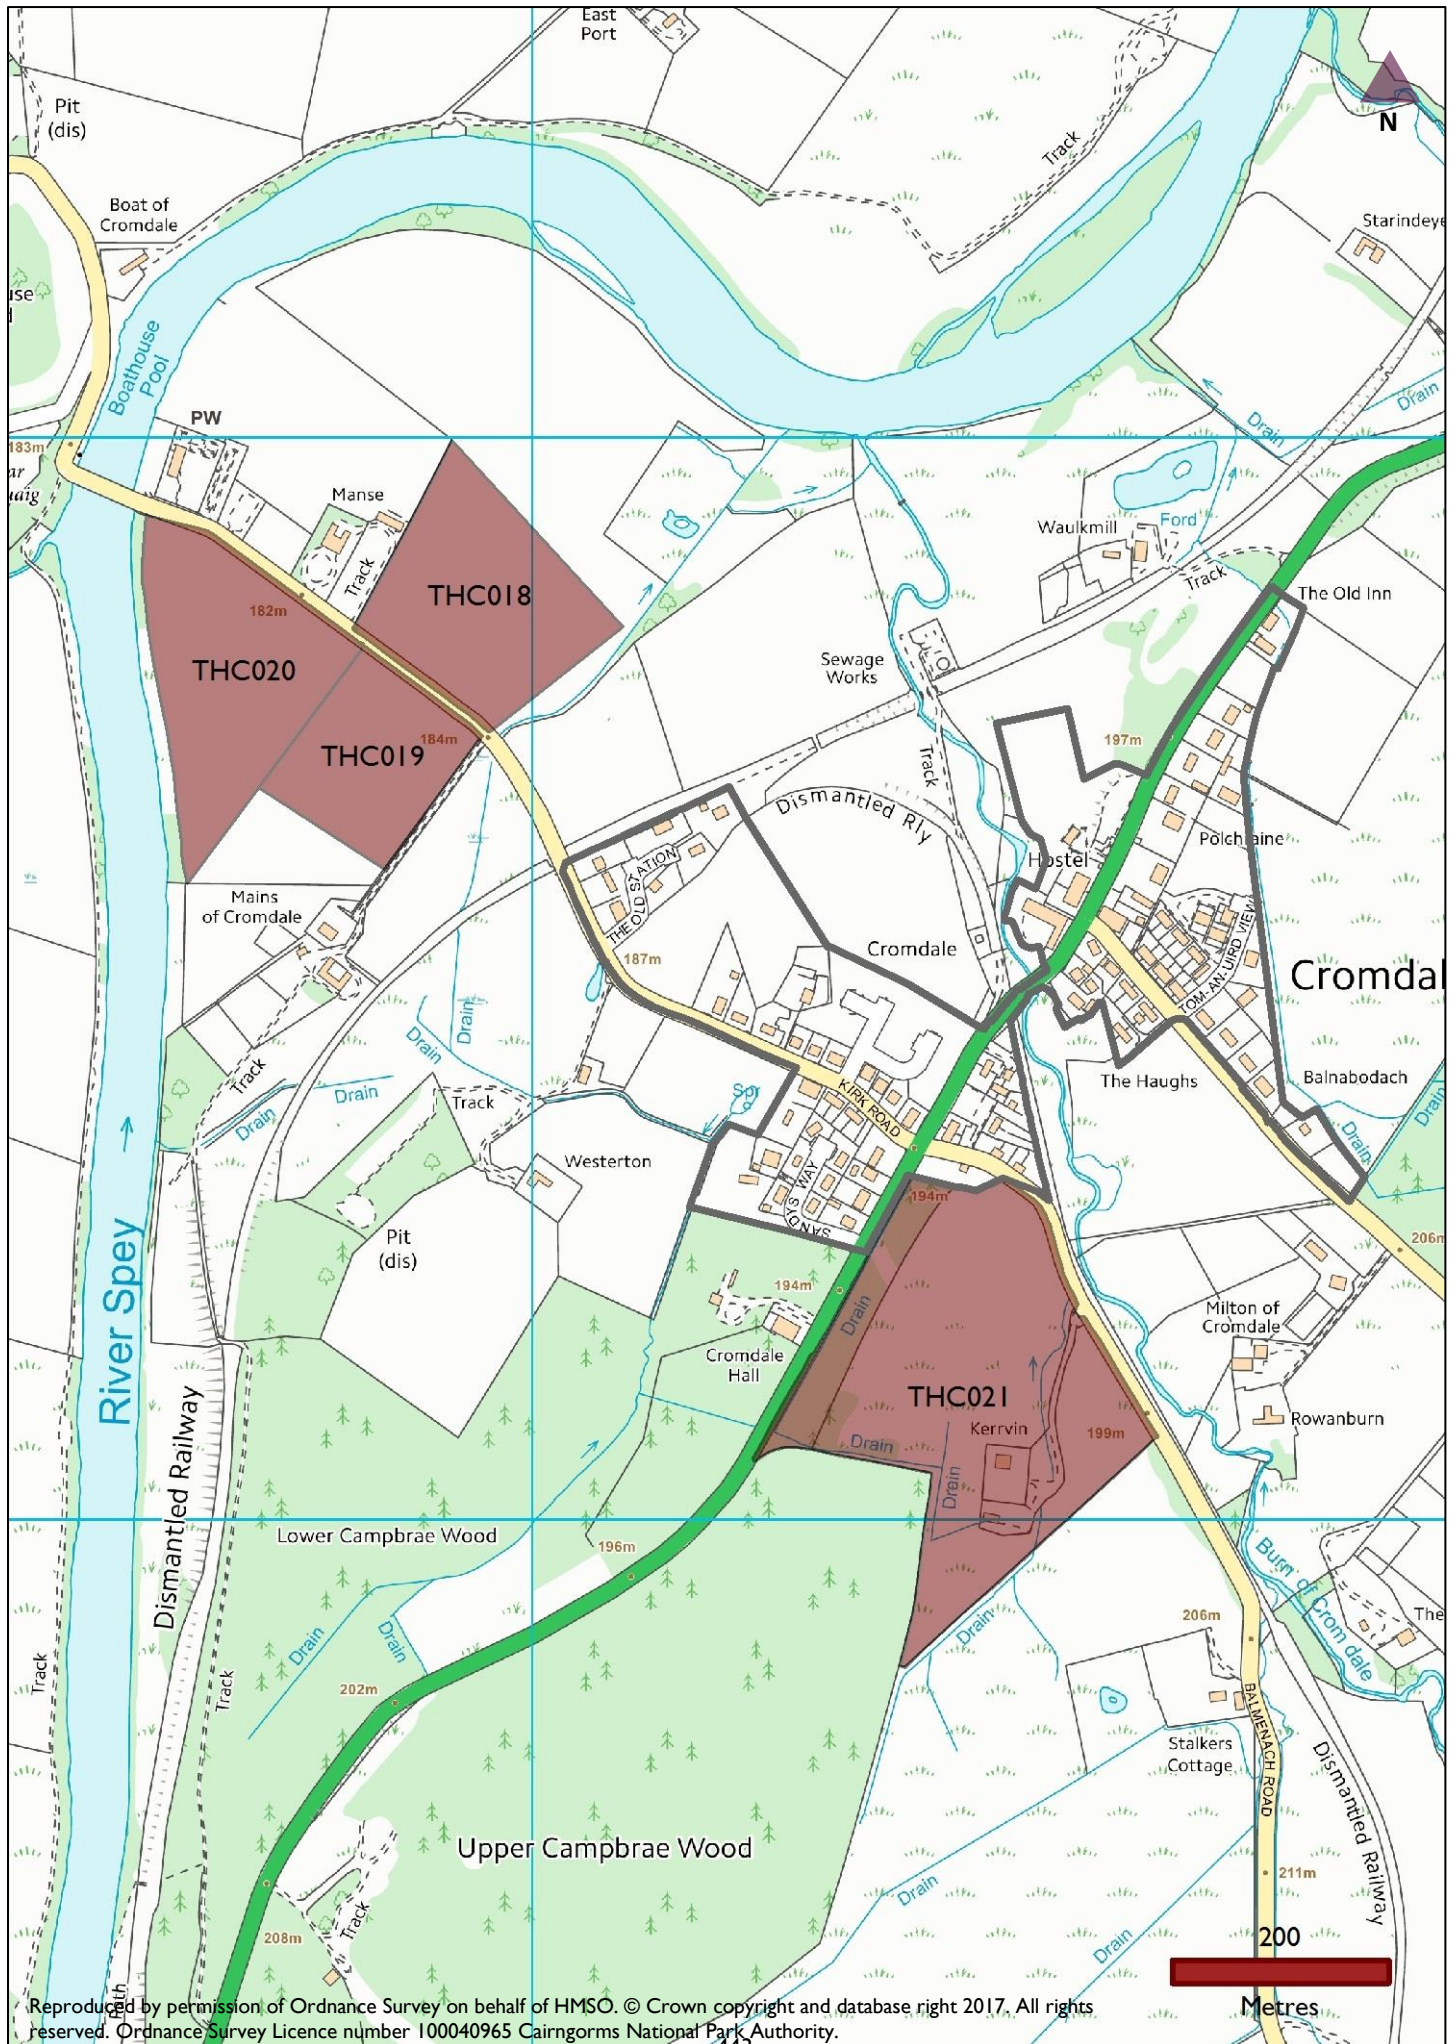 East
Port
Pit
(dis)
N
Track
Boat of
Cromdale
Starindeye
use
Boathouse
Pool
Drain
Drain
PW
183m
Manse
Waulkmill
Ford
Track
THC018
Track
The Old Inn
182m
THC020
Sewage
Works
184m
THC019
197m
Track
Dismantled Rly
Polchraine
Hostel
THE OLD STATION
Mains
of Cromdale
Cromdale
187m
TOM-AN-UIRD VIEW
Cromdal
Drain
Drain
Track
The Haughs
Balnabodach
Spr
KIRK ROAD
Drain
Drain
Drain
Track
Drain
Westerton
SANDYS WAY
194m
Pit
(dis)
206m
River Spey
194m
Drain
Milton of
Cromdale
Cromdale
Hall
THC021
Rowanburn
Kerrvin
199m
Drain
Drain
Dismantled Railway
Lower Campbrae Wood
196m
Burn of Cromdale
The
206m
Drain
Drain
Drain
Track
Track
202m
BALMENACH ROAD
Stalkers
Cottage
Dismantled Railway
Upper Campbrae Wood
211m
Drain
Track
208m
Drain
200
Path
Metres
Reproduced by permission of Ordnance Survey on behalf of HMSO. © Crown copyright and database right 2017. All rights
reserved. Ordnance Survey Licence number 100040965 Cairngorms National Park Authority.